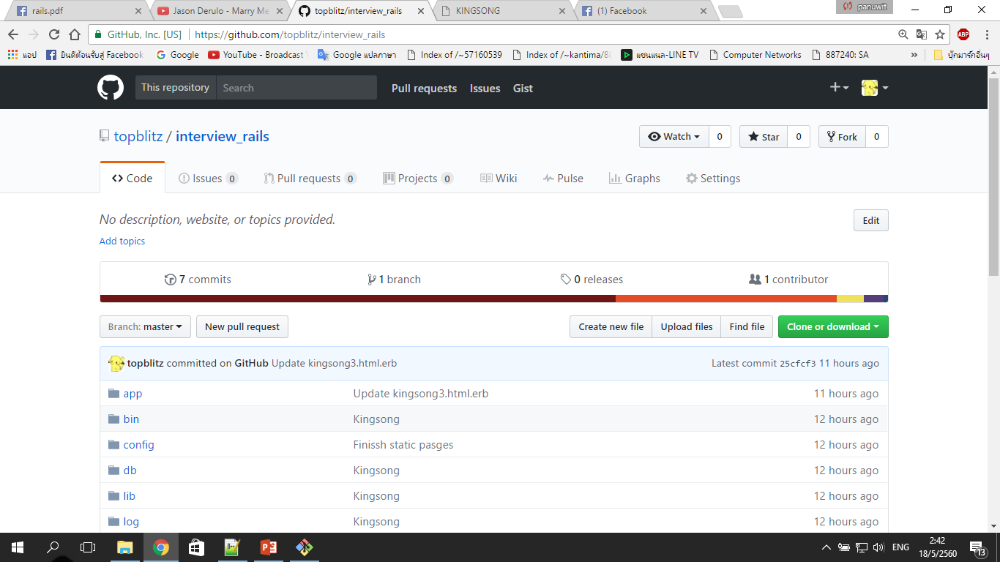 rails.pdf
Jason Derulo - Marry Me
topblitz/interview_rails
KINGSONG
(1) Facebook
panuwit
GitHub, Inc. [US]
https://github.com/topblitz/interview_rails
ABP
แอป
ยินดีต้อนรับสู่ Facebook
Google
YouTube - Broadcast Y
Google แปลภาษา
Index of /~57160539
Index of /~kantima/88
แชนแนล-LINE TV
Computer Networks
887240: SA
»
บุ๊กมาร์กอื่นๆ
This repository
Search
Pull requests
Issues
Gist
topblitz / interview_rails
Watch
0
Star
0
Fork
0
Code
Issues 0
Pull requests 0
Projects 0
Wiki
Pulse
Graphs
Settings
No description, website, or topics provided.
Edit
Add topics
7 commits
1 branch
0 releases
1 contributor
Branch: master
New pull request
Create new file
Upload files
Find file
Clone or download
topblitz committed on GitHub Update kingsong3.html.erb
Latest commit 25cfcf3 11 hours ago
app
Update kingsong3.html.erb
11 hours ago
bin
Kingsong
12 hours ago
config
Finissh static pasges
12 hours ago
db
Kingsong
12 hours ago
lib
Kingsong
12 hours ago
log
Kingsong
12 hours ago
ENG
2:42
18/5/2560
13